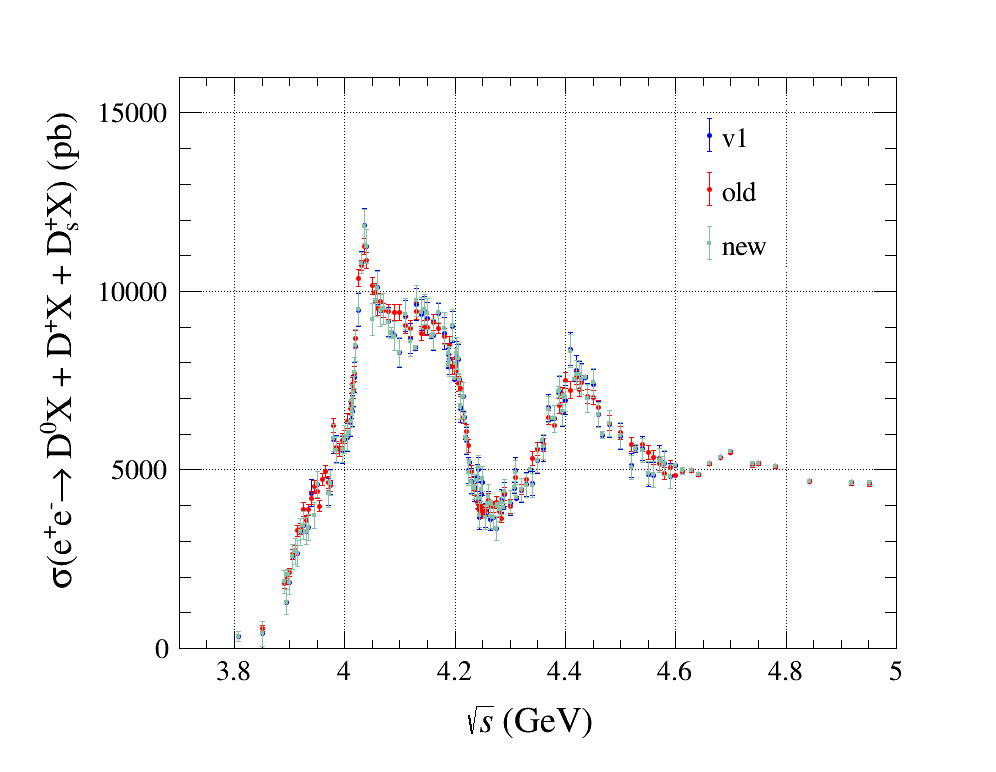 σ(e⁺e⁻ → D⁰X + D⁺X + Dₛ⁺X) (pb)
15000
10000
5000
0
v1
old
new
3.8 4 4.2 4.4 4.6 4.8 5
√s (GeV)